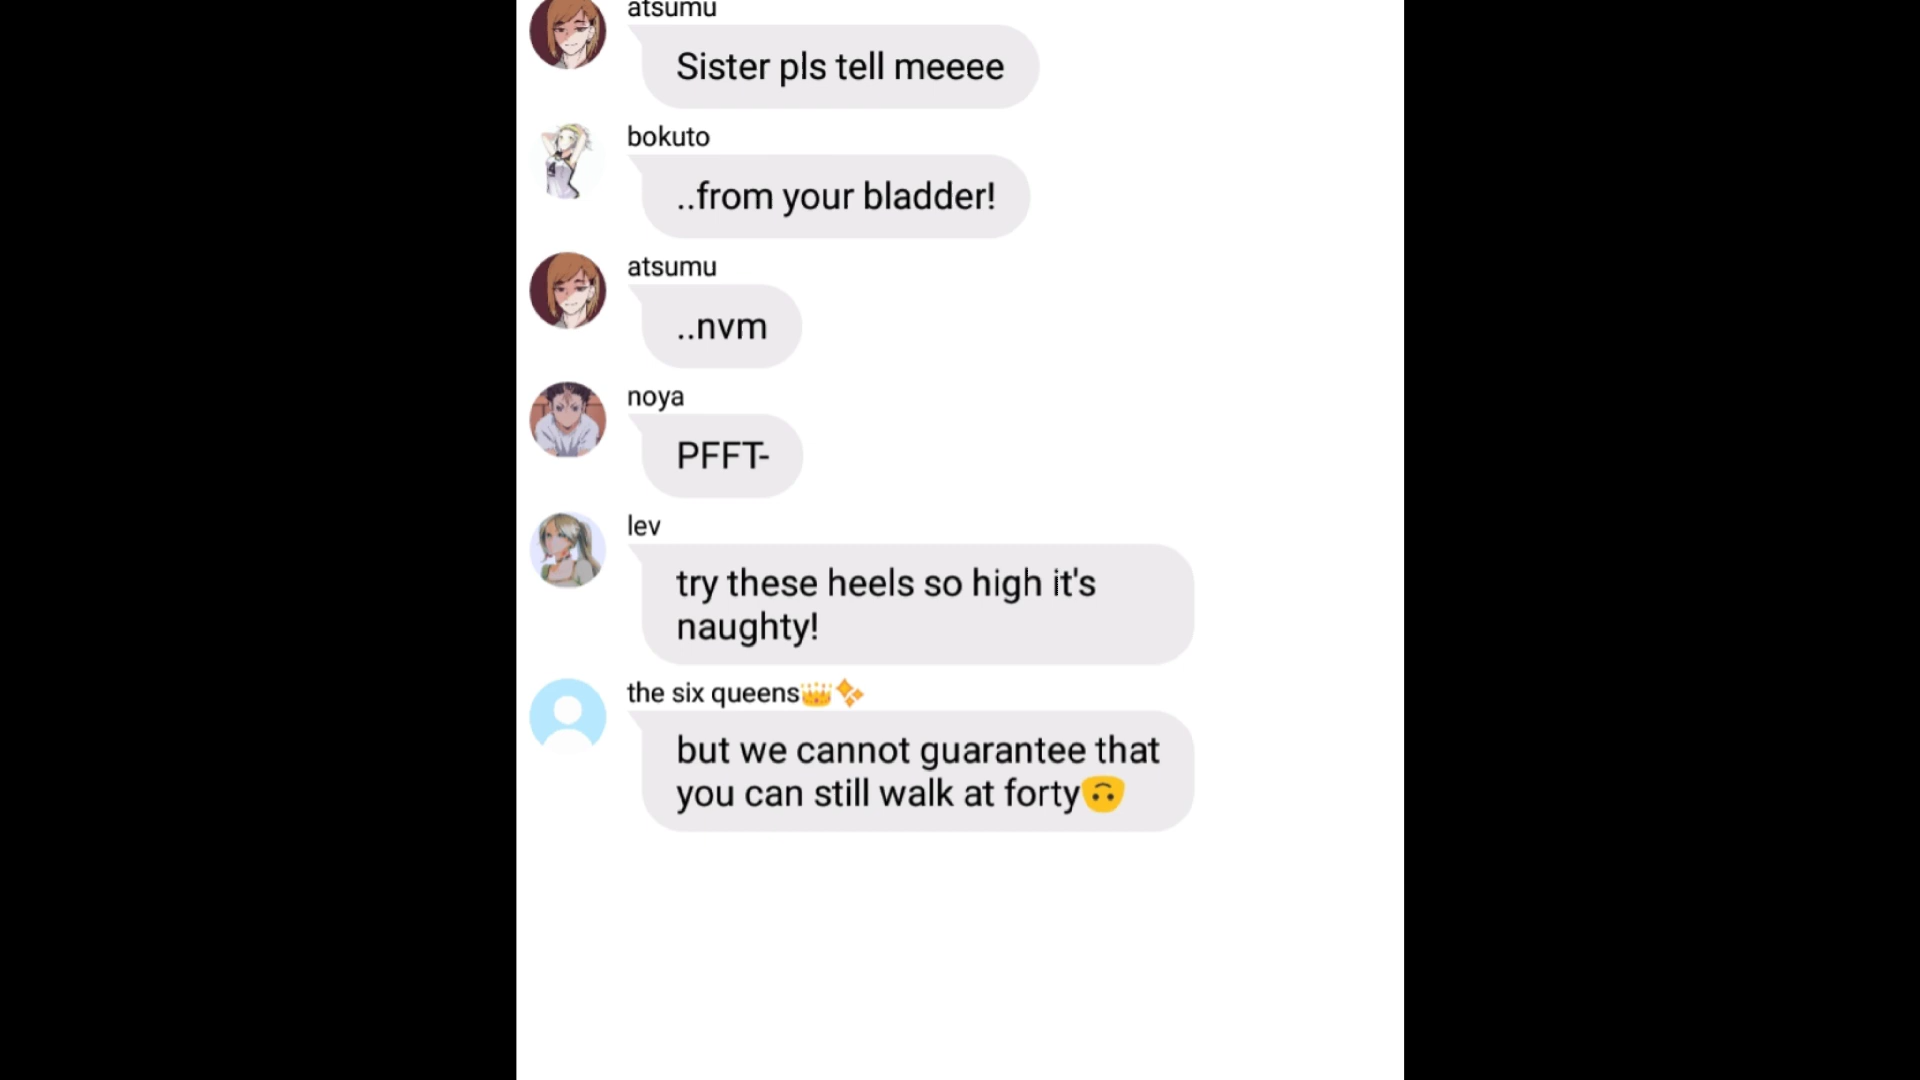 atsumu
Sister pls tell meeee
bokuto
..from your bladder!
atsumu
..nvm
noya
PFFT-
lev
try these heels so high it's
naughty!
the six queens👑✨
but we cannot guarantee that
you can still walk at forty🙃